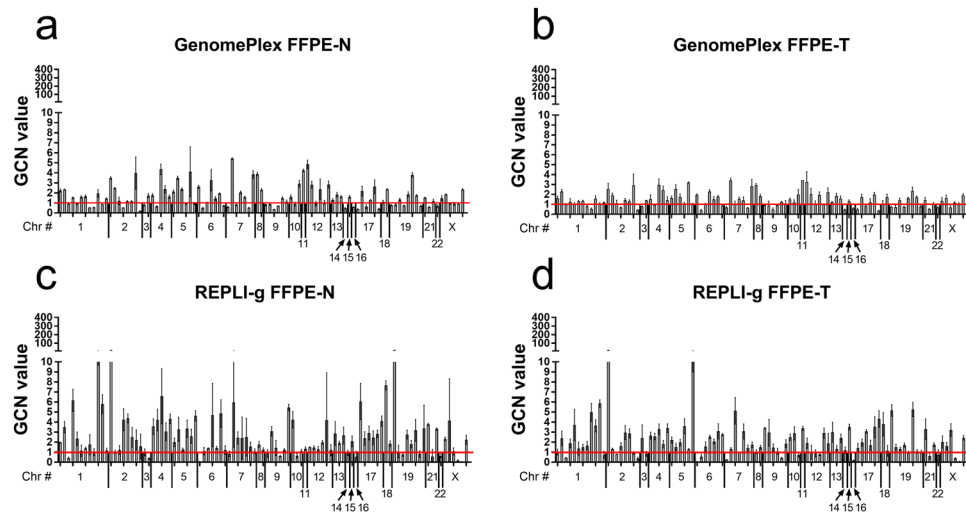 a
GenomePlex FFPE-N
GCN value
400
300
200
100
10
9
8
7
6
5
4
3
2
1
0
Chr # 1 2 3 4 5 6 7 8 9 10 12 13 17 19 21 X
11 18 22
14 15 16
b
GenomePlex FFPE-T
GCN value
400
300
200
100
10
9
8
7
6
5
4
3
2
1
0
Chr # 1 2 3 4 5 6 7 8 9 10 12 13 17 19 21 X
11 18 22
14 15 16
c
REPLI-g FFPE-N
GCN value
400
300
200
100
10
9
8
7
6
5
4
3
2
1
0
Chr # 1 2 3 4 5 6 7 8 9 10 12 13 17 19 21 X
11 18 22
14 15 16
d
REPLI-g FFPE-T
GCN value
400
300
200
100
10
9
8
7
6
5
4
3
2
1
0
Chr # 1 2 3 4 5 6 7 8 9 10 12 13 17 19 21 X
11 18 22
14 15 16